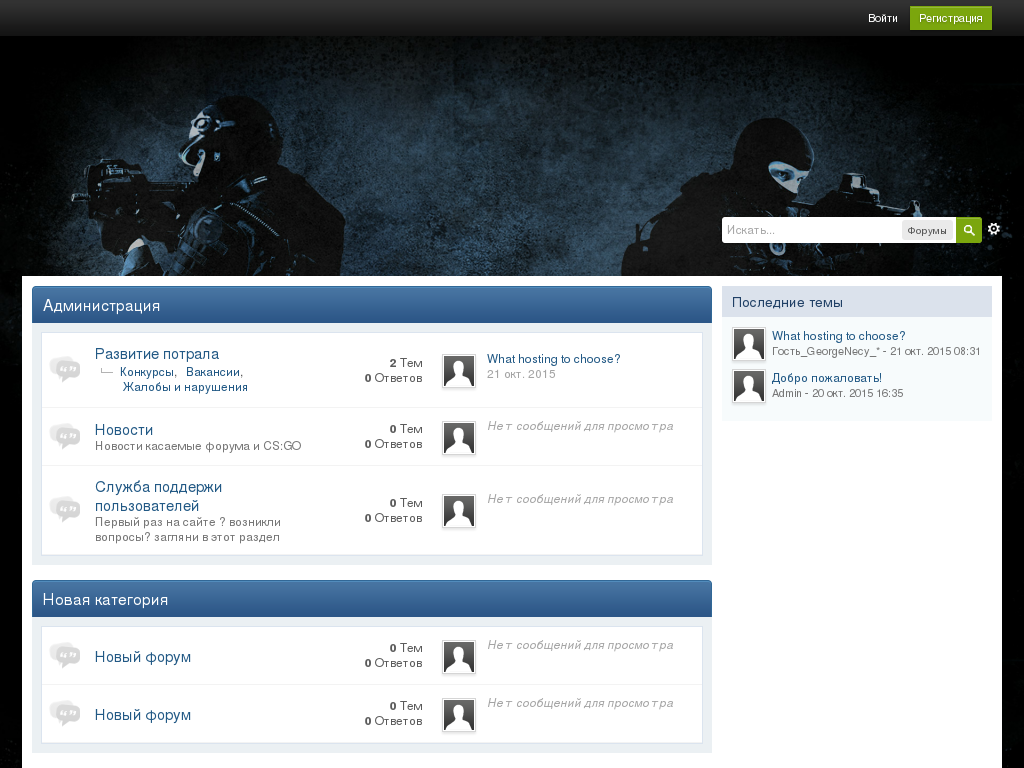 Войти Регистрация
Искать... Форумы
Администрация
Развитие потрала
Конкурсы, Вакансии,
Жалобы и нарушения
2 Тем
0 Ответов
What hosting to choose?
21 окт. 2015
Новости
Новости касаемые форума и CS:GO
0 Тем
0 Ответов
Нет сообщений для просмотра
Служба поддержи
пользователей
Первый раз на сайте ? возникли
вопросы? загляни в этот раздел
0 Тем
0 Ответов
Нет сообщений для просмотра
Новая категория
Новый форум
0 Тем
0 Ответов
Нет сообщений для просмотра
Новый форум
0 Тем
0 Ответов
Нет сообщений для просмотра
Последние темы
What hosting to choose?
Гость_GeorgeNecy_* - 21 окт. 2015 08:31
Добро пожаловать!
Admin - 20 окт. 2015 16:35